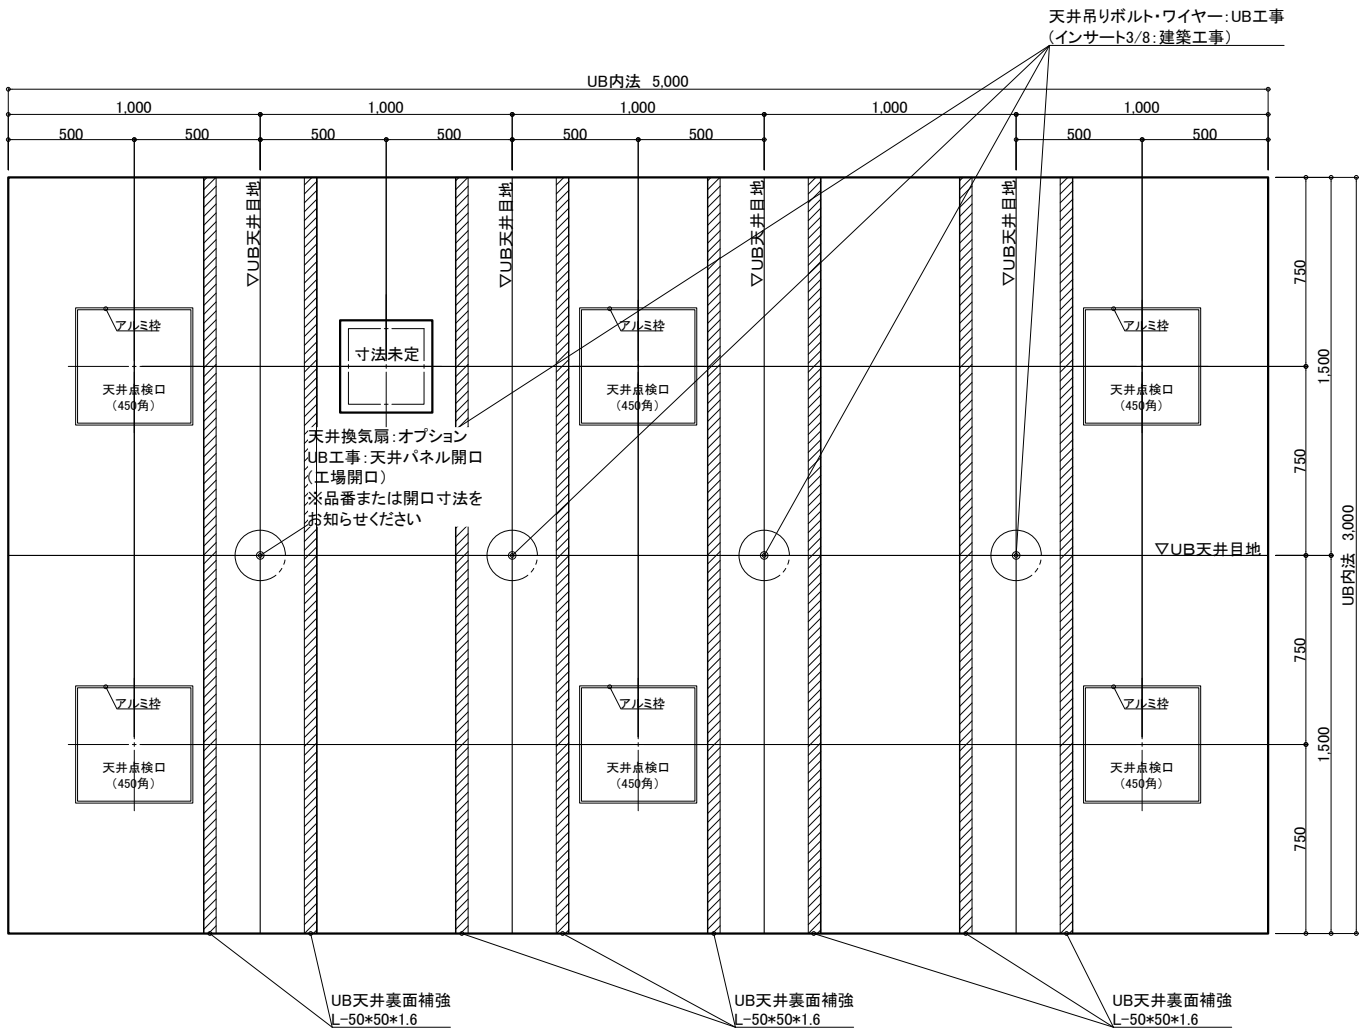 天井吊りボルト・ワイヤー:UB工事
(インサート3/8:建築工事)
UB内法 5,000
1,000
1,000
1,000
1,000
1,000
500
500
500
500
500
500
500
500
▽UB天井目地
▽UB天井目地
▽UB天井目地
▽UB天井目地
750
アルミ枠
アルミ枠
アルミ枠
寸法未定
1,500
天井点検口
(450角)
天井点検口
(450角)
天井点検口
(450角)
天井換気扇:オプション
UB工事:天井パネル開口
(工場開口)
※品番または開口寸法を
お知らせください
750
▽UB天井目地
UB内法 3,000
750
アルミ枠
アルミ枠
アルミ枠
1,500
天井点検口
(450角)
天井点検口
(450角)
天井点検口
(450角)
750
UB天井裏面補強
L-50*50*1.6
UB天井裏面補強
L-50*50*1.6
UB天井裏面補強
L-50*50*1.6